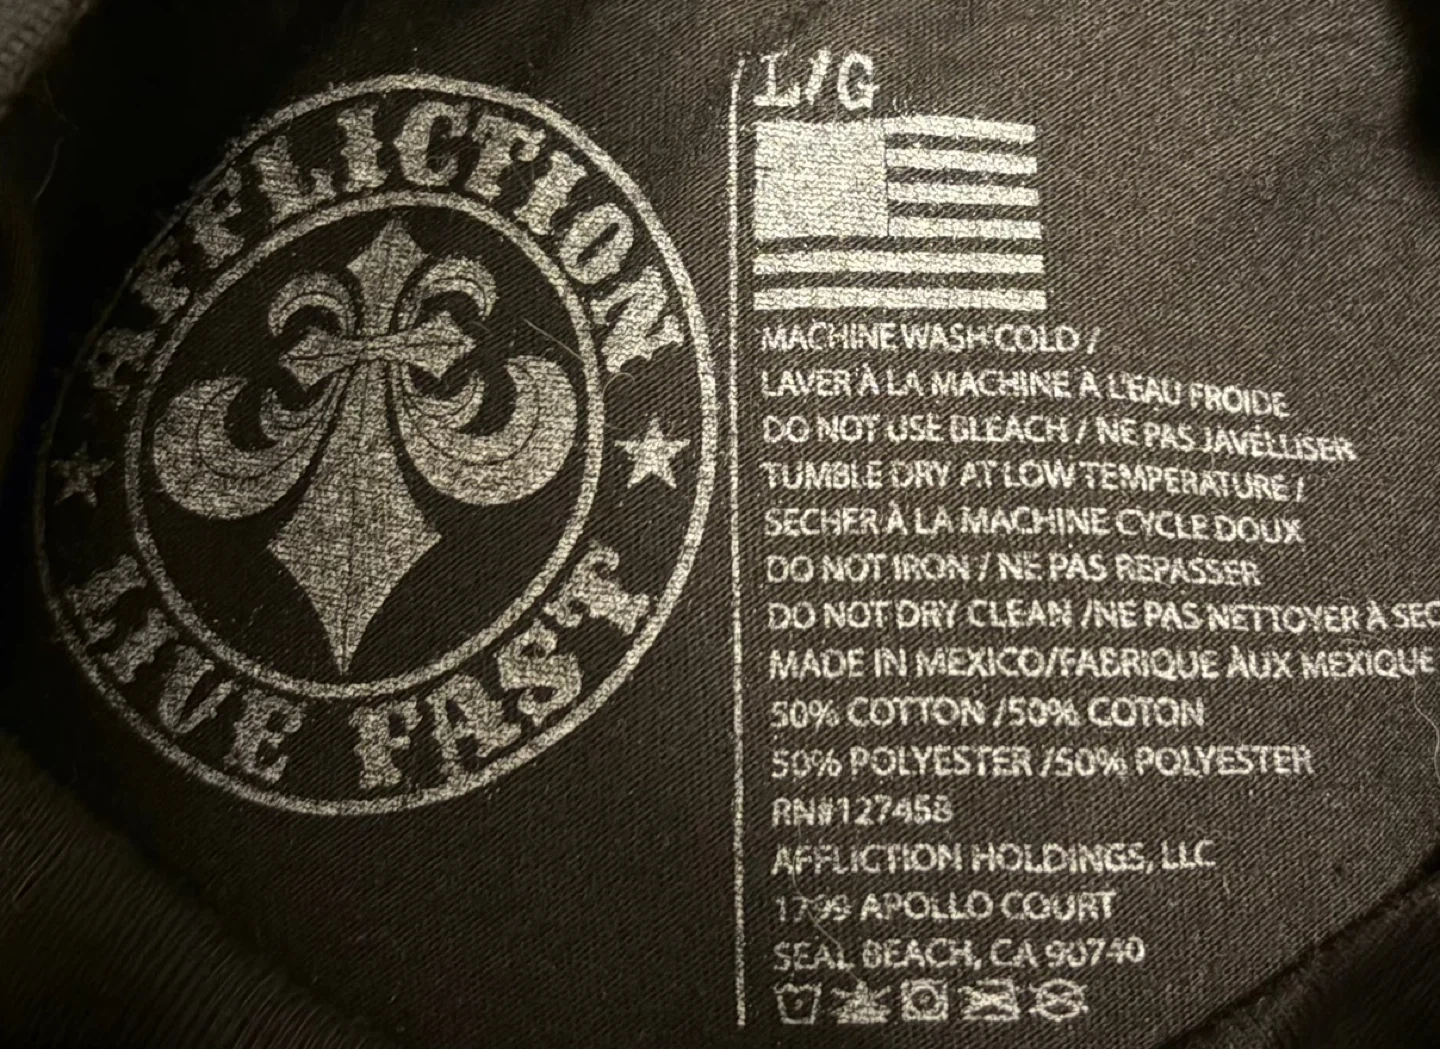 AFFLICTION
LIVE FAST
L/G
MACHINE WASH COLD /
LAVER À LA MACHINE À L'EAU FROIDE
DO NOT USE BLEACH / NE PAS JAVÉLLISER
TUMBLE DRY AT LOW TEMPERATURE /
SECHER À LA MACHINE CYCLE DOUX
DO NOT IRON / NE PAS REPASSER
DO NOT DRY CLEAN /NE PAS NETTOYER À SEC
MADE IN MEXICO/FABRIQUE AUX MEXIQUE
50% COTTON /50% COTON
50% POLYESTER /50% POLYESTER
RN#127458
AFFLICTION HOLDINGS, LLC
1799 APOLLO COURT
SEAL BEACH, CA 90740